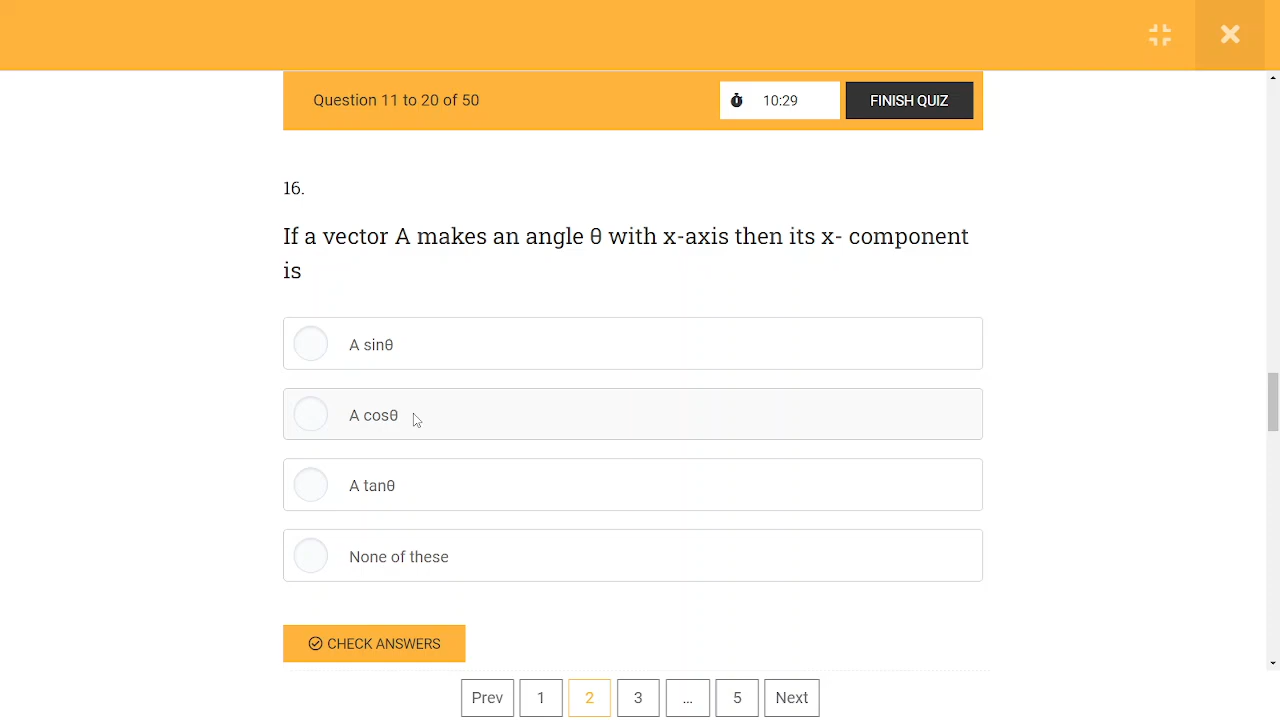 Question 11 to 20 of 50
10:29
FINISH QUIZ
16.
If a vector A makes an angle θ with x-axis then its x- component
is
A sinθ
A cosθ
A tanθ
None of these
CHECK ANSWERS
Prev 1 2 3 ... 5 Next